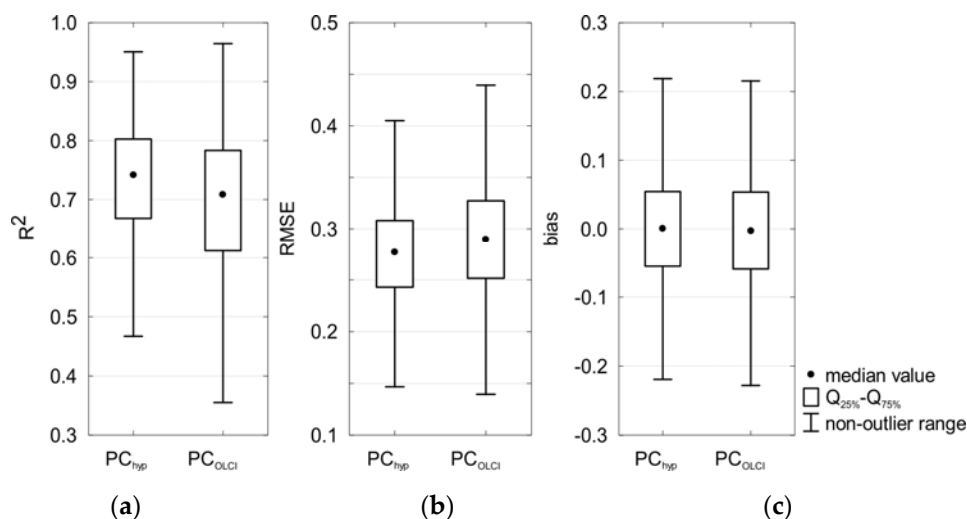 1.0
0.9
0.8
0.7
0.6
0.5
0.4
0.3
R²
PC_hyp PC_OLCI
(a)
0.5
0.4
0.3
0.2
0.1
RMSE
PC_hyp PC_OLCI
(b)
0.3
0.2
0.1
0.0
-0.1
-0.2
-0.3
bias
PC_hyp PC_OLCI
(c)
median value
Q_25%-Q_75%
non-outlier range